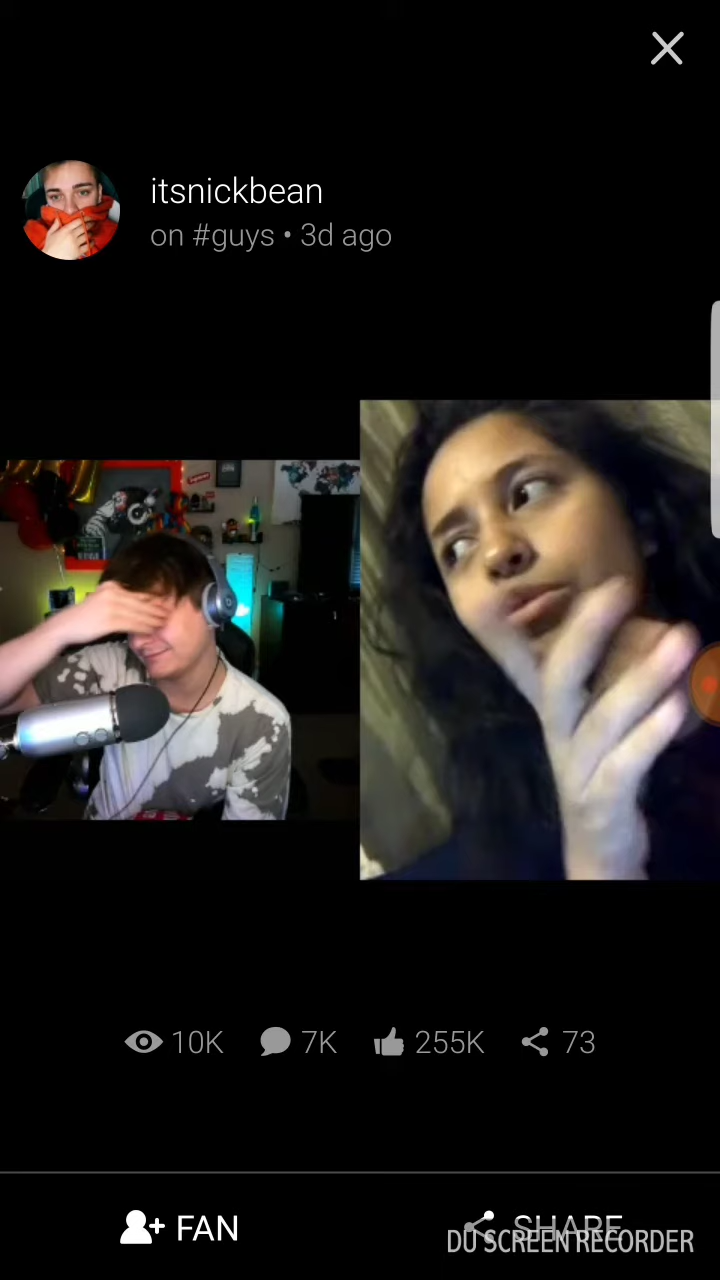 itsnickbean
on #guys • 3d ago
10K 7K 255K 73
FAN
SHARE
DU SCREEN RECORDER